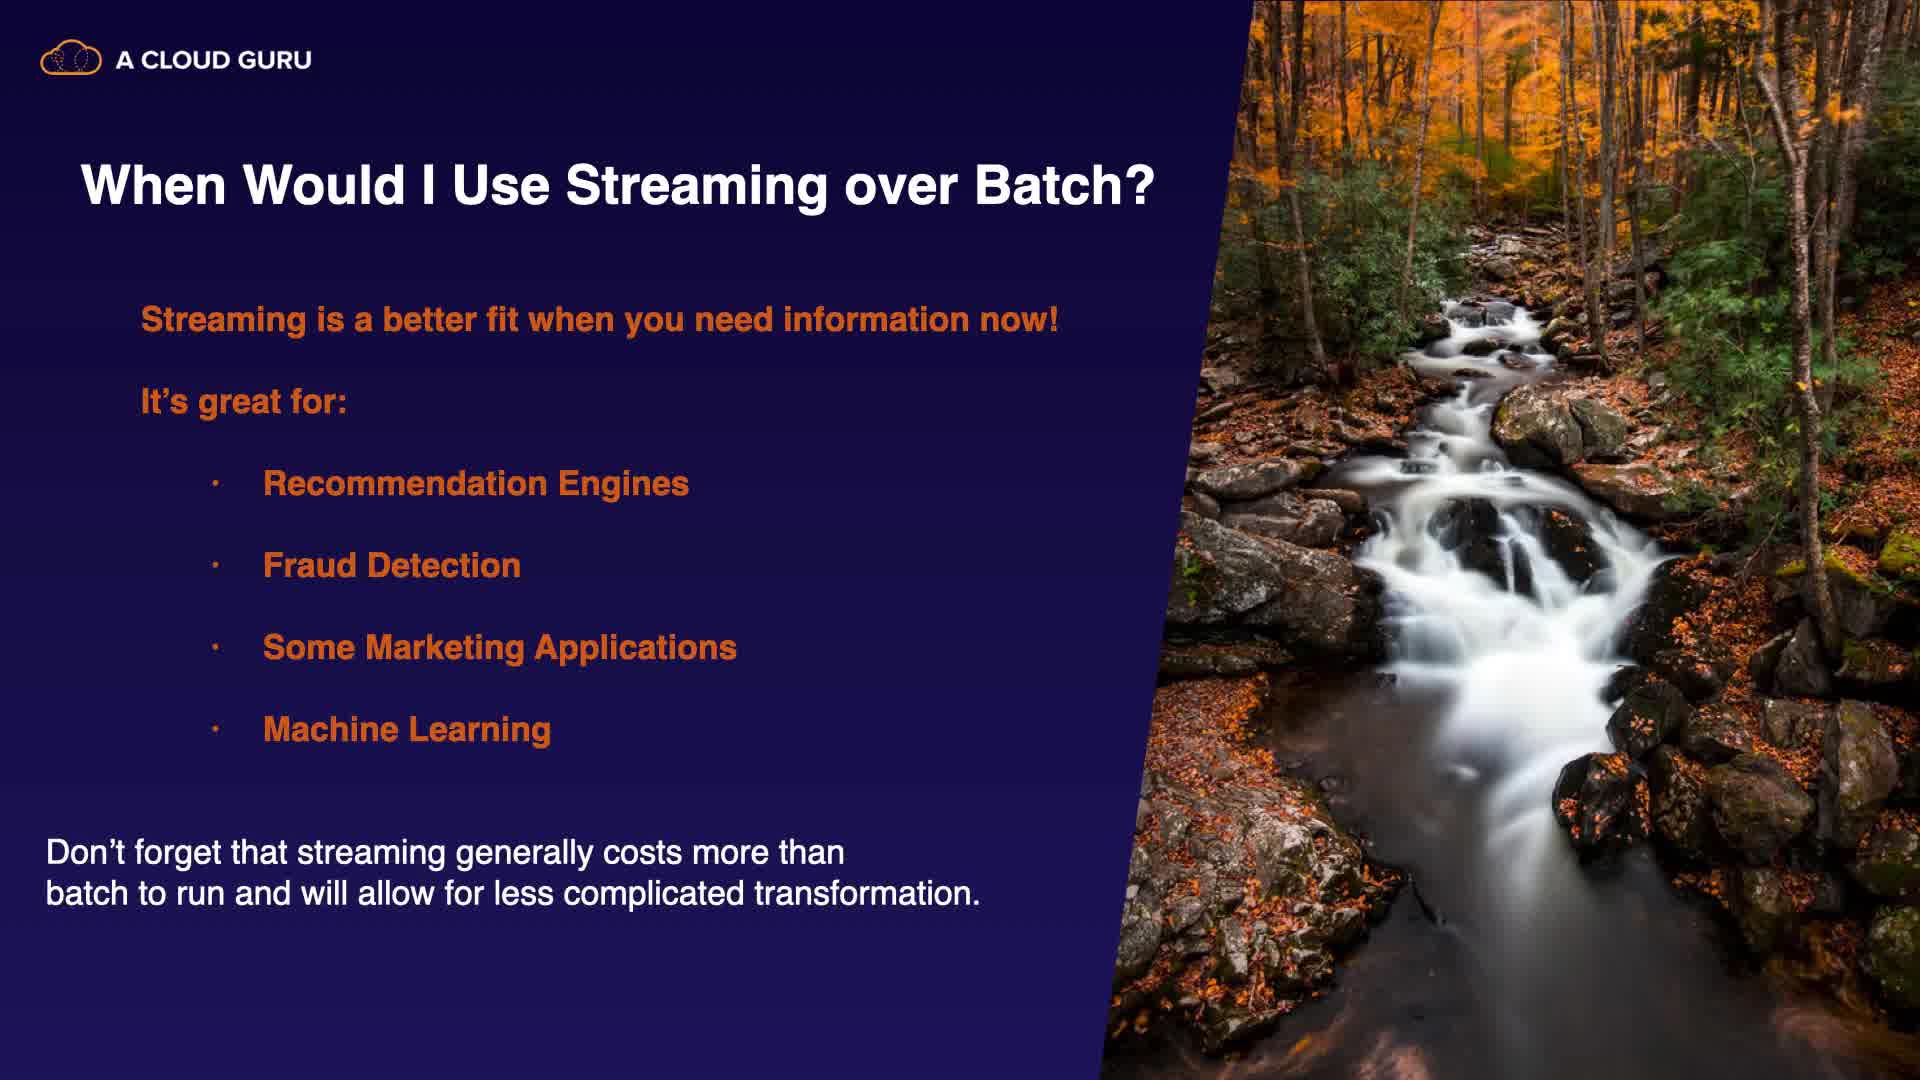 A CLOUD GURU
When Would I Use Streaming over Batch?
Streaming is a better fit when you need information now!
It’s great for:
· Recommendation Engines
· Fraud Detection
· Some Marketing Applications
· Machine Learning
Don’t forget that streaming generally costs more than
batch to run and will allow for less complicated transformation.